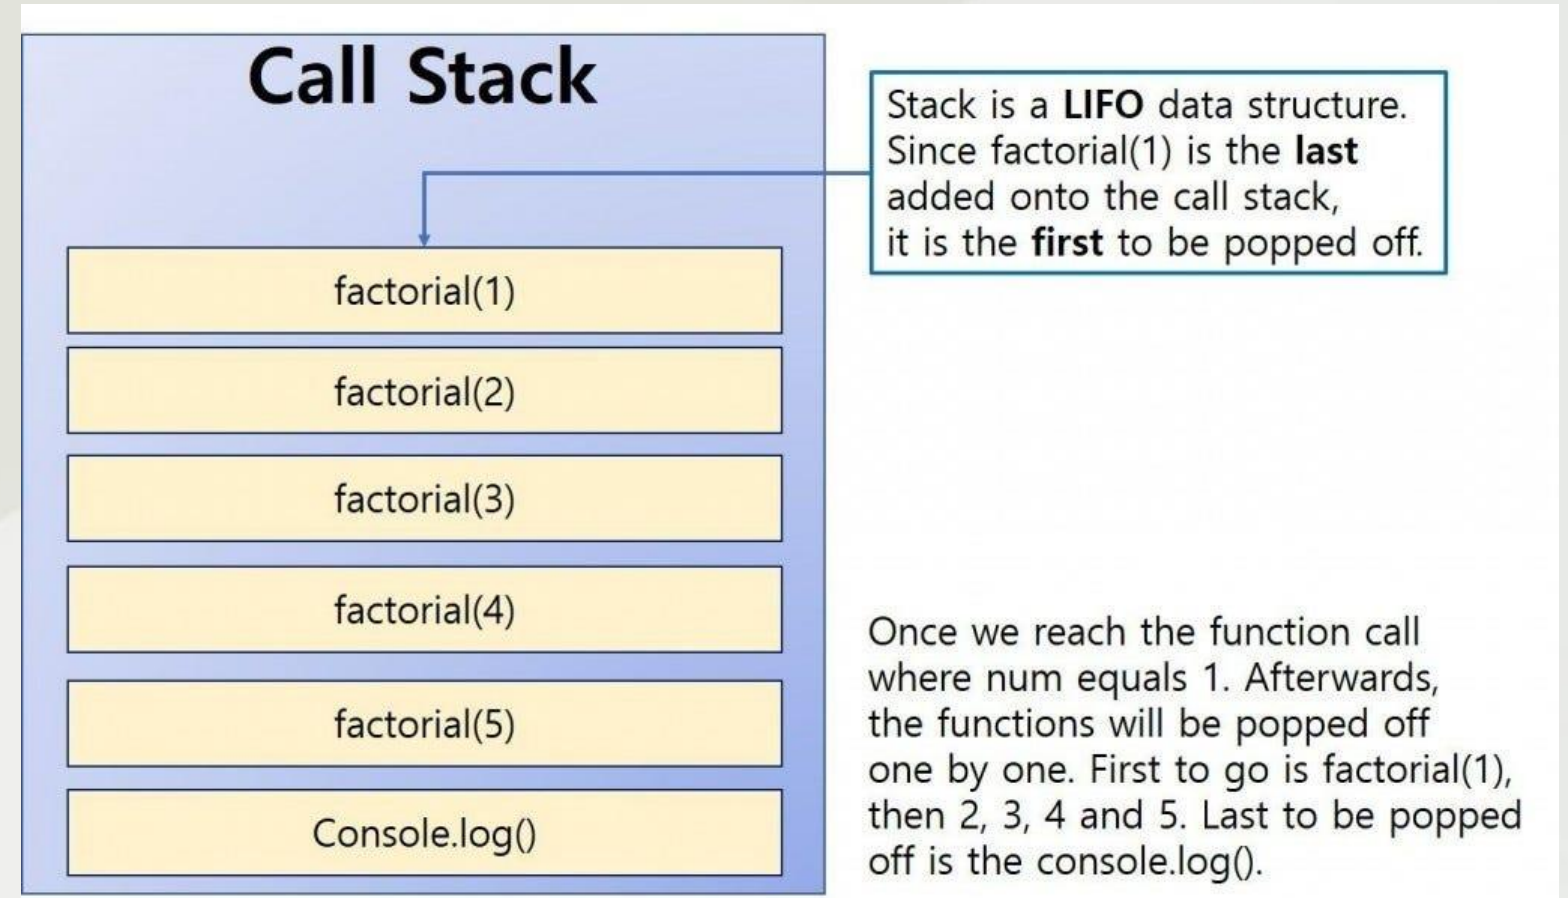 Call Stack
Stack is a LIFO data structure.
Since factorial(1) is the last
added onto the call stack,
it is the first to be popped off.
factorial(1)
factorial(2)
factorial(3)
factorial(4)
factorial(5)
Console.log()
Once we reach the function call
where num equals 1. Afterwards,
the functions will be popped off
one by one. First to go is factorial(1),
then 2, 3, 4 and 5. Last to be popped
off is the console.log().